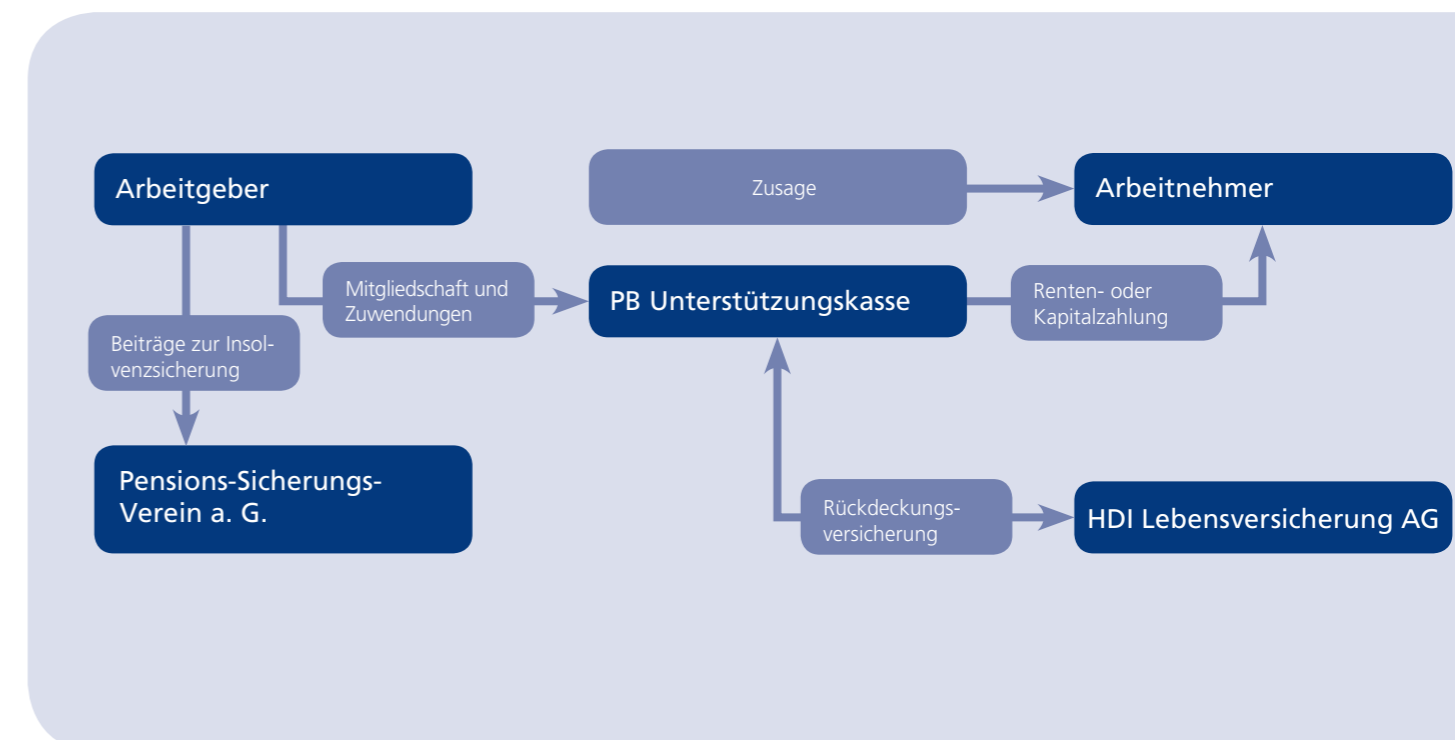 Arbeitgeber
Zusage
Arbeitnehmer
Mitgliedschaft und
Zuwendungen
PB Unterstützungskasse
Renten- oder
Kapitalzahlung
Beiträge zur Insol-
venzsicherung
Pensions-Sicherungs-
Verein a. G.
Rückdeckungs-
versicherung
HDI Lebensversicherung AG